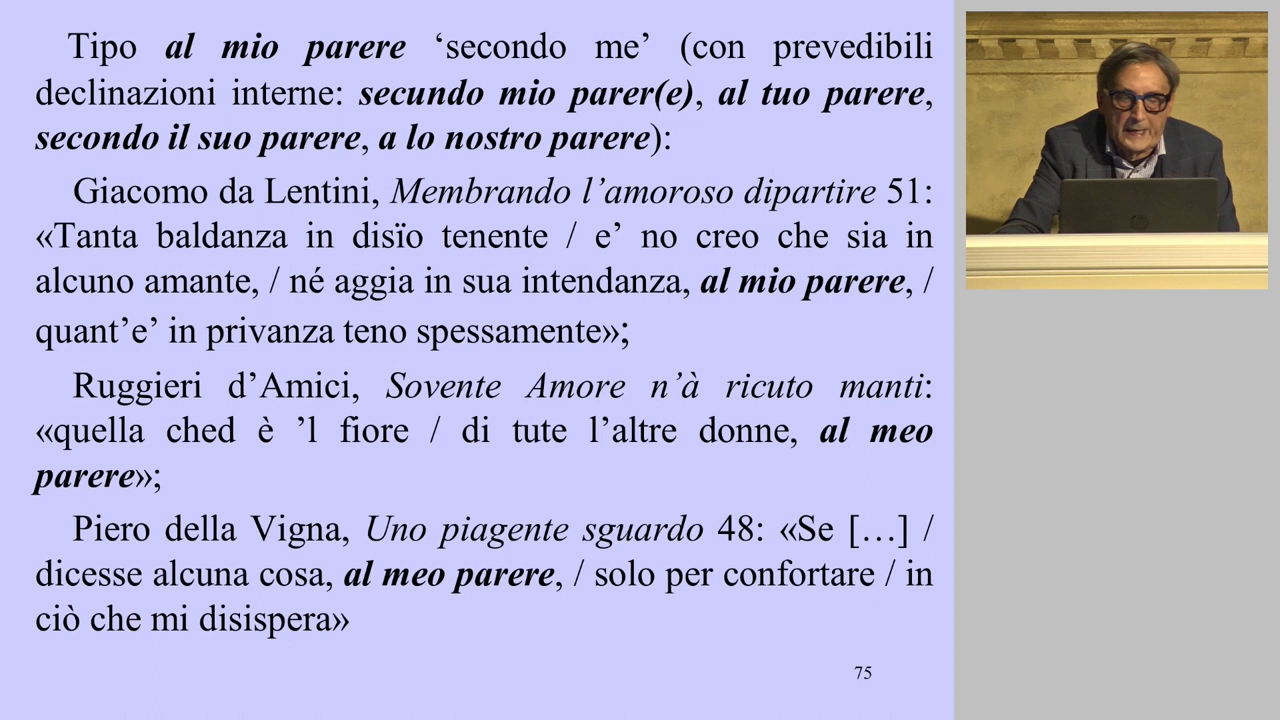 Tipo al mio parere ‘secondo me’ (con prevedibili
declinazioni interne: secundo mio parer(e), al tuo parere,
secondo il suo parere, a lo nostro parere):
Giacomo da Lentini, Membrando l’amoroso dipartire 51:
«Tanta baldanza in disïo tenente / e’ no creo che sia in
alcuno amante, / né aggia in sua intendanza, al mio parere, /
quant’e’ in privanza teno spessamente»;
Ruggieri d’Amici, Sovente Amore n’à ricuto manti:
«quella ched è ’l fiore / di tute l’altre donne, al meo
parere»;
Piero della Vigna, Uno piagente sguardo 48: «Se […] /
dicesse alcuna cosa, al meo parere, / solo per confortare / in
ciò che mi disispera»
75